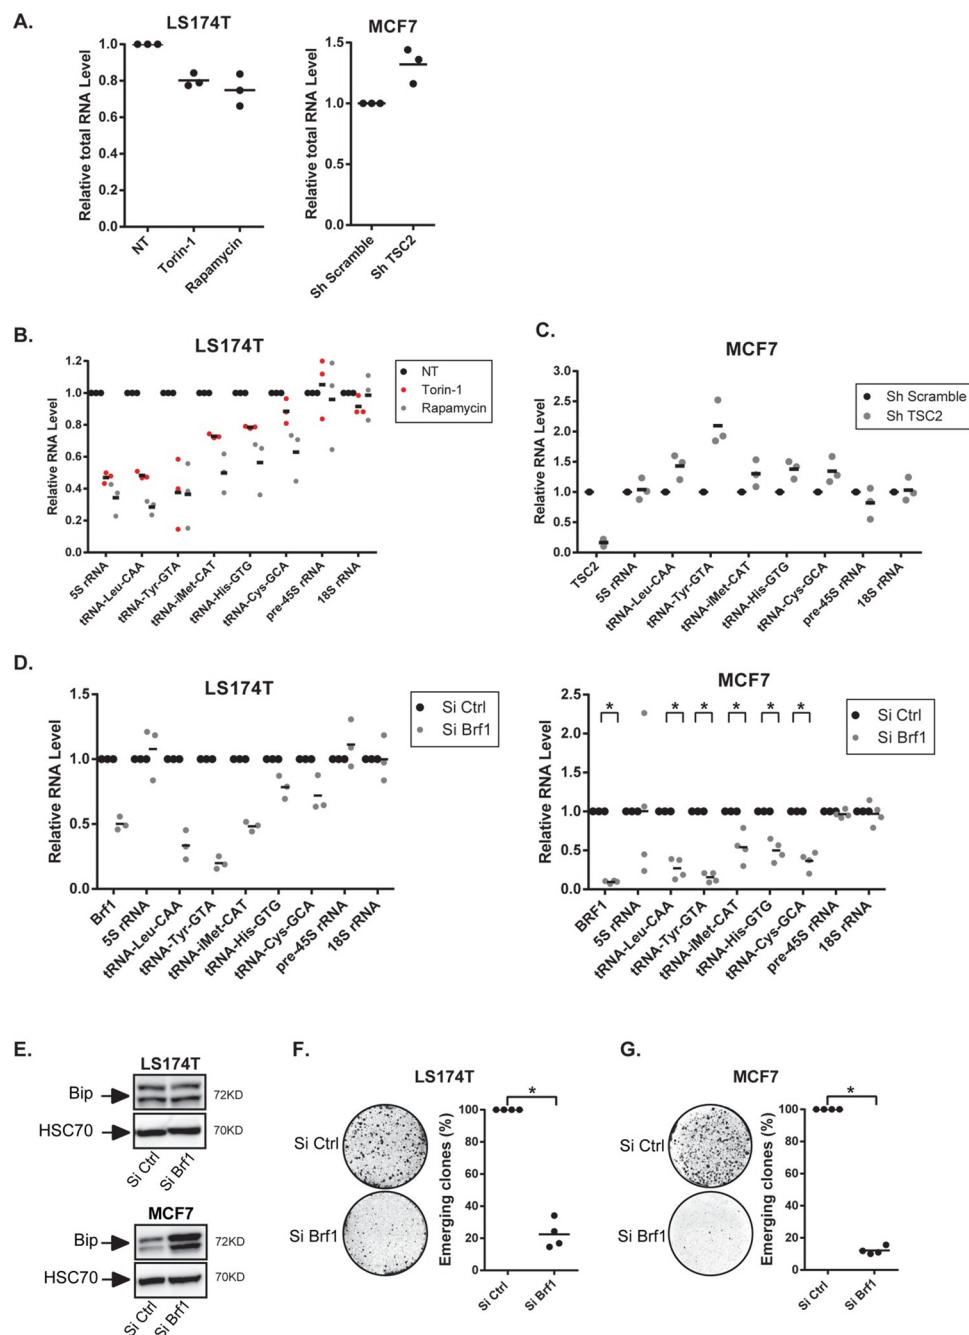 A.
LS174T
Relative total RNA Level
1.0
0.8
0.6
0.4
0.2
0.0
NT
Torin-1
Rapamycin
MCF7
Relative total RNA Level
1.5
1.0
0.5
0.0
Sh Scramble
Sh TSC2
B.
LS174T
Relative RNA Level
1.2
1.0
0.8
0.6
0.4
0.2
0.0
5S rRNA
tRNA-Leu-CAA
tRNA-Tyr-GTA
tRNA-iMet-CAT
tRNA-His-GTG
tRNA-Cys-GCA
pre-45S rRNA
18S rRNA
NT
Torin-1
Rapamycin
C.
MCF7
Relative RNA Level
3.0
2.5
2.0
1.5
1.0
0.5
0.0
TSC2
5S rRNA
tRNA-Leu-CAA
tRNA-Tyr-GTA
tRNA-iMet-CAT
tRNA-His-GTG
tRNA-Cys-GCA
pre-45S rRNA
18S rRNA
Sh Scramble
Sh TSC2
D.
LS174T
Relative RNA Level
1.5
1.0
0.5
0.0
Brf1
5S rRNA
tRNA-Leu-CAA
tRNA-Tyr-GTA
tRNA-iMet-CAT
tRNA-His-GTG
tRNA-Cys-GCA
pre-45S rRNA
18S rRNA
Si Ctrl
Si Brf1
MCF7
Relative RNA Level
2.5
2.0
1.5
1.0
0.5
0.0
* * * * * *
BRF1
5S rRNA
tRNA-Leu-CAA
tRNA-Tyr-GTA
tRNA-iMet-CAT
tRNA-His-GTG
tRNA-Cys-GCA
pre-45S rRNA
18S rRNA
Si Ctrl
Si Brf1
E.
LS174T
Bip
72KD
HSC70
70KD
Si Ctrl
Si Brf1
MCF7
Bip
72KD
HSC70
70KD
Si Ctrl
Si Brf1
F.
LS174T
Si Ctrl
Si Brf1
Emerging clones (%)
100
80
60
40
20
0
*
Si Ctrl
Si Brf1
G.
MCF7
Si Ctrl
Si Brf1
Emerging clones (%)
100
80
60
40
20
0
*
Si Ctrl
Si Brf1